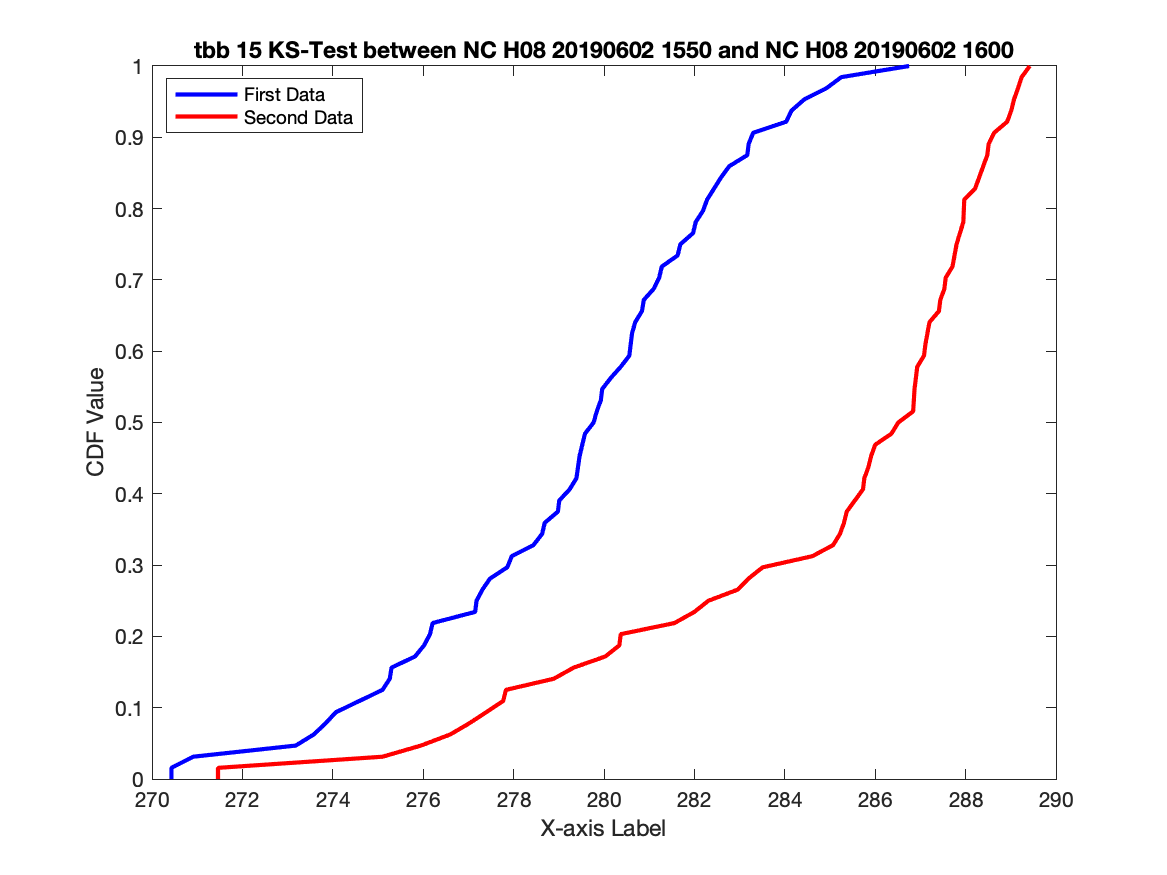 tbb 15 KS-Test between NC H08 20190602 1550 and NC H08 20190602 1600
First Data
Second Data
1
0.9
0.8
0.7
0.6
0.5
0.4
0.3
0.2
0.1
0
CDF Value
270 272 274 276 278 280 282 284 286 288 290
X-axis Label